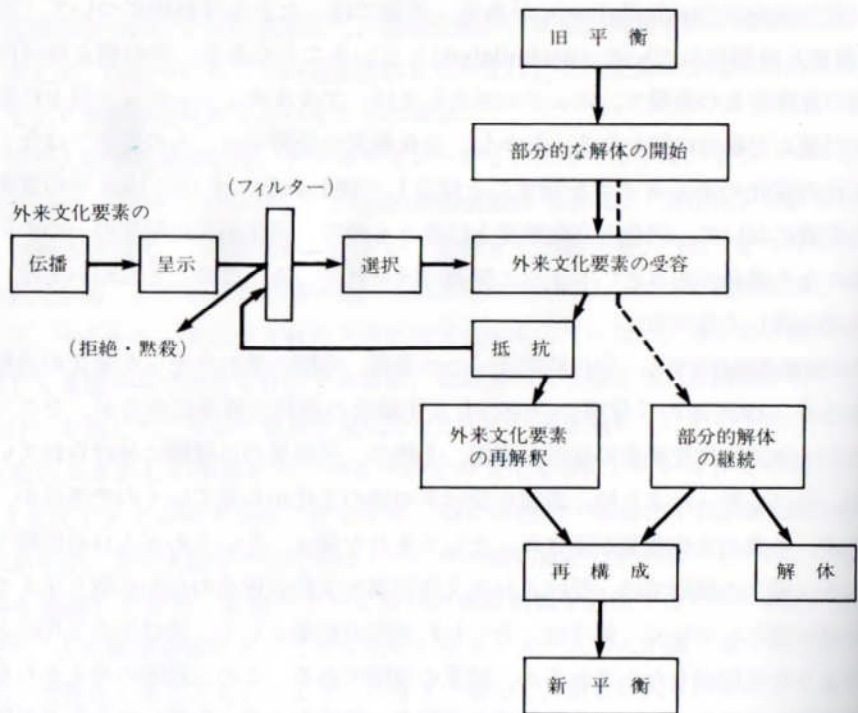 旧平衡
部分的な解体の開始
(フィルター)
外来文化要素の
伝播
呈示
選択
外来文化要素の受容
(拒絶・黙殺)
抵抗
外来文化要素
の再解釈
部分的解体
の継続
再構成
解体
新平衡